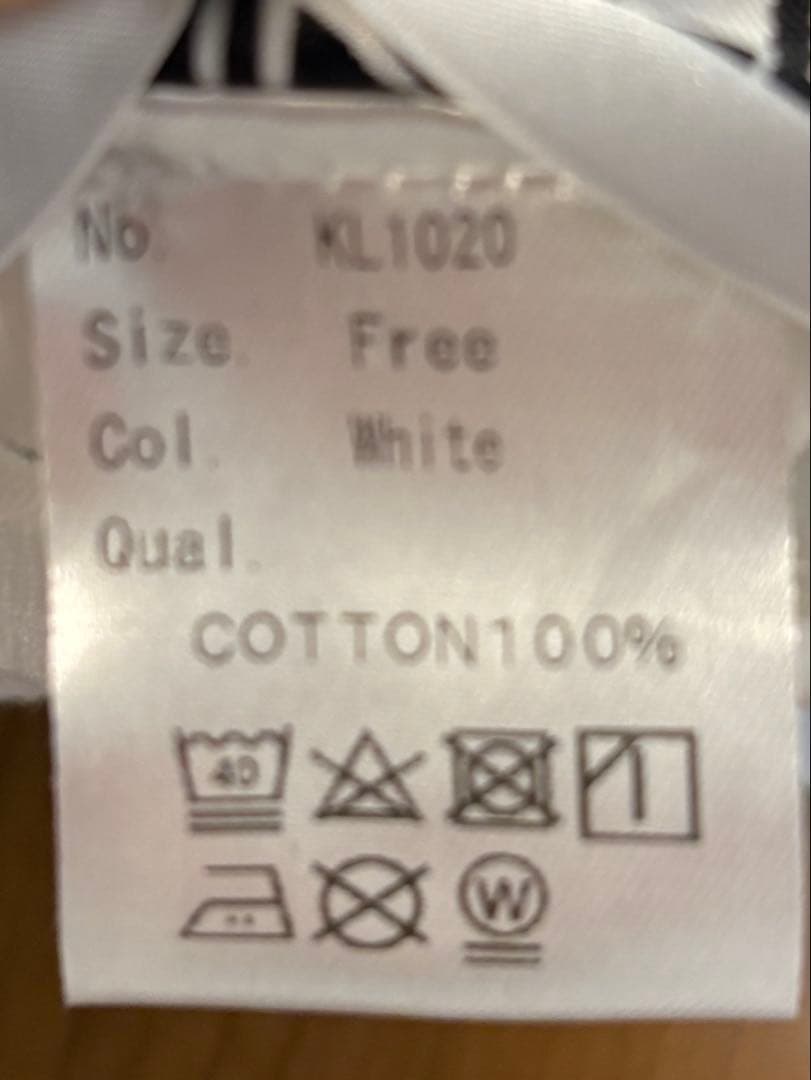 No. KL1020
Size. Free
Col. White
Qual.
COTTON100%
40
W